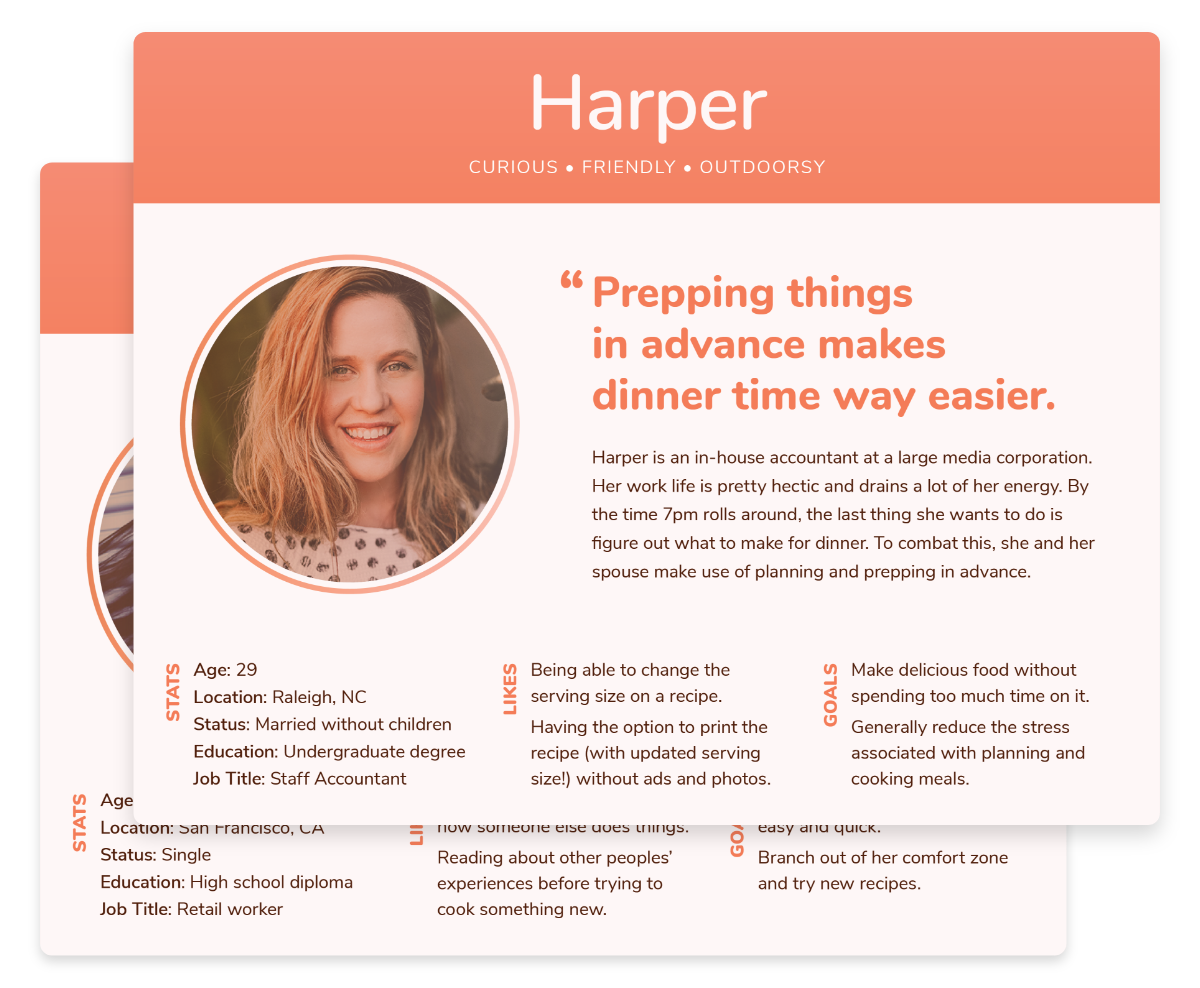 Harper
CURIOUS • FRIENDLY • OUTDOORSY
“ Prepping things
in advance makes
dinner time way easier.
Harper is an in-house accountant at a large media corporation.
Her work life is pretty hectic and drains a lot of her energy. By
the time 7pm rolls around, the last thing she wants to do is
figure out what to make for dinner. To combat this, she and her
spouse make use of planning and prepping in advance.
STATS
Age: 29
Location: Raleigh, NC
Status: Married without children
Education: Undergraduate degree
Job Title: Staff Accountant
LIKES
Being able to change the
serving size on a recipe.
Having the option to print the
recipe (with updated serving
size!) without ads and photos.
GOALS
Make delicious food without
spending too much time on it.
Generally reduce the stress
associated with planning and
cooking meals.
STATS
Age
Location: San Francisco, CA
Status: Single
Education: High school diploma
Job Title: Retail worker
how someone else does things.
Reading about other peoples’
experiences before trying to
cook something new.
easy and quick.
Branch out of her comfort zone
and try new recipes.